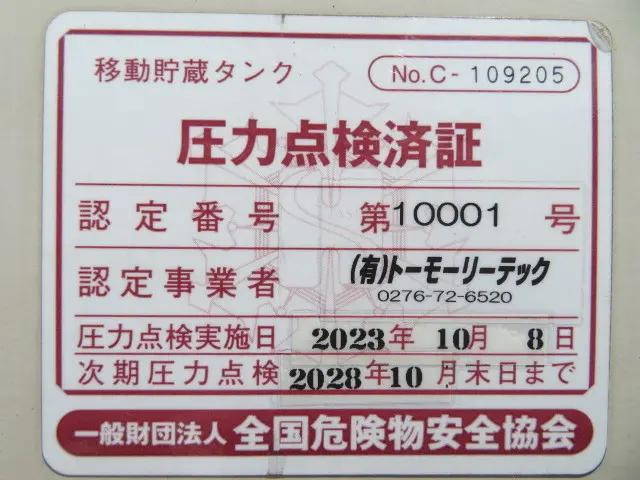 移動貯蔵タンク No.C-109205
圧力点検済証
認定番号 第10001号
認定事業者 (有)トーモーリーテック
0276-72-6520
圧力点検実施日 2023年10月8日
次期圧力点検 2028年10月末日まで
一般財団法人 全国危険物安全協会